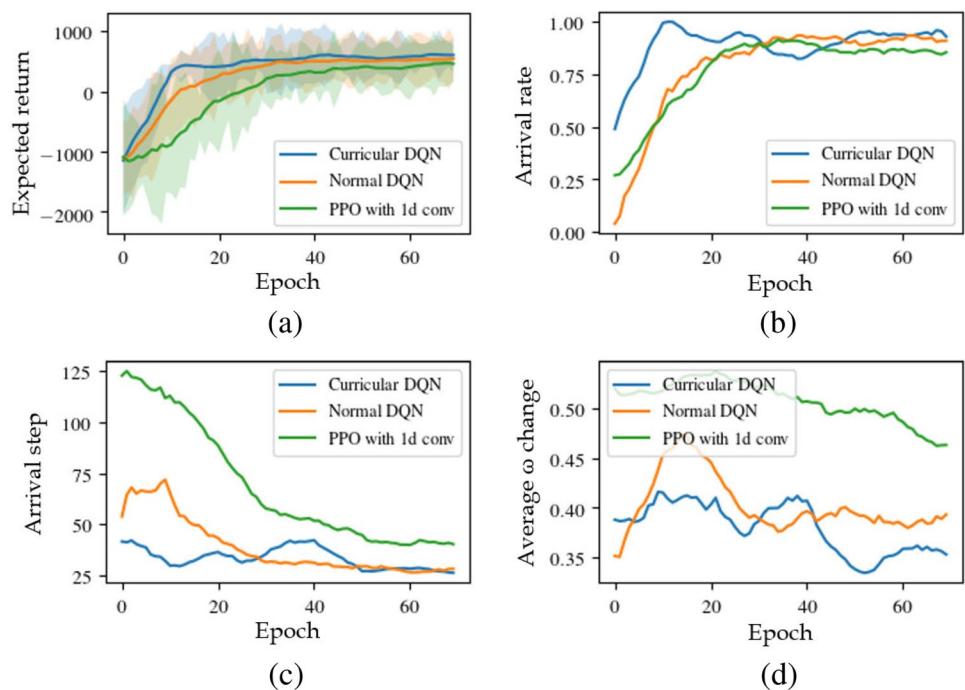 1000
0
−1000
−2000
Expected return
Curricular DQN
Normal DQN
PPO with 1d conv
0
20
40
60
Epoch
(a)
1.00
0.75
0.50
0.25
0.00
Arrival rate
Curricular DQN
Normal DQN
PPO with 1d conv
0
20
40
60
Epoch
(b)
125
100
75
50
25
Arrival step
Curricular DQN
Normal DQN
PPO with 1d conv
0
20
40
60
Epoch
(c)
0.50
0.45
0.40
0.35
Average ω change
Curricular DQN
Normal DQN
PPO with 1d conv
0
20
40
60
Epoch
(d)